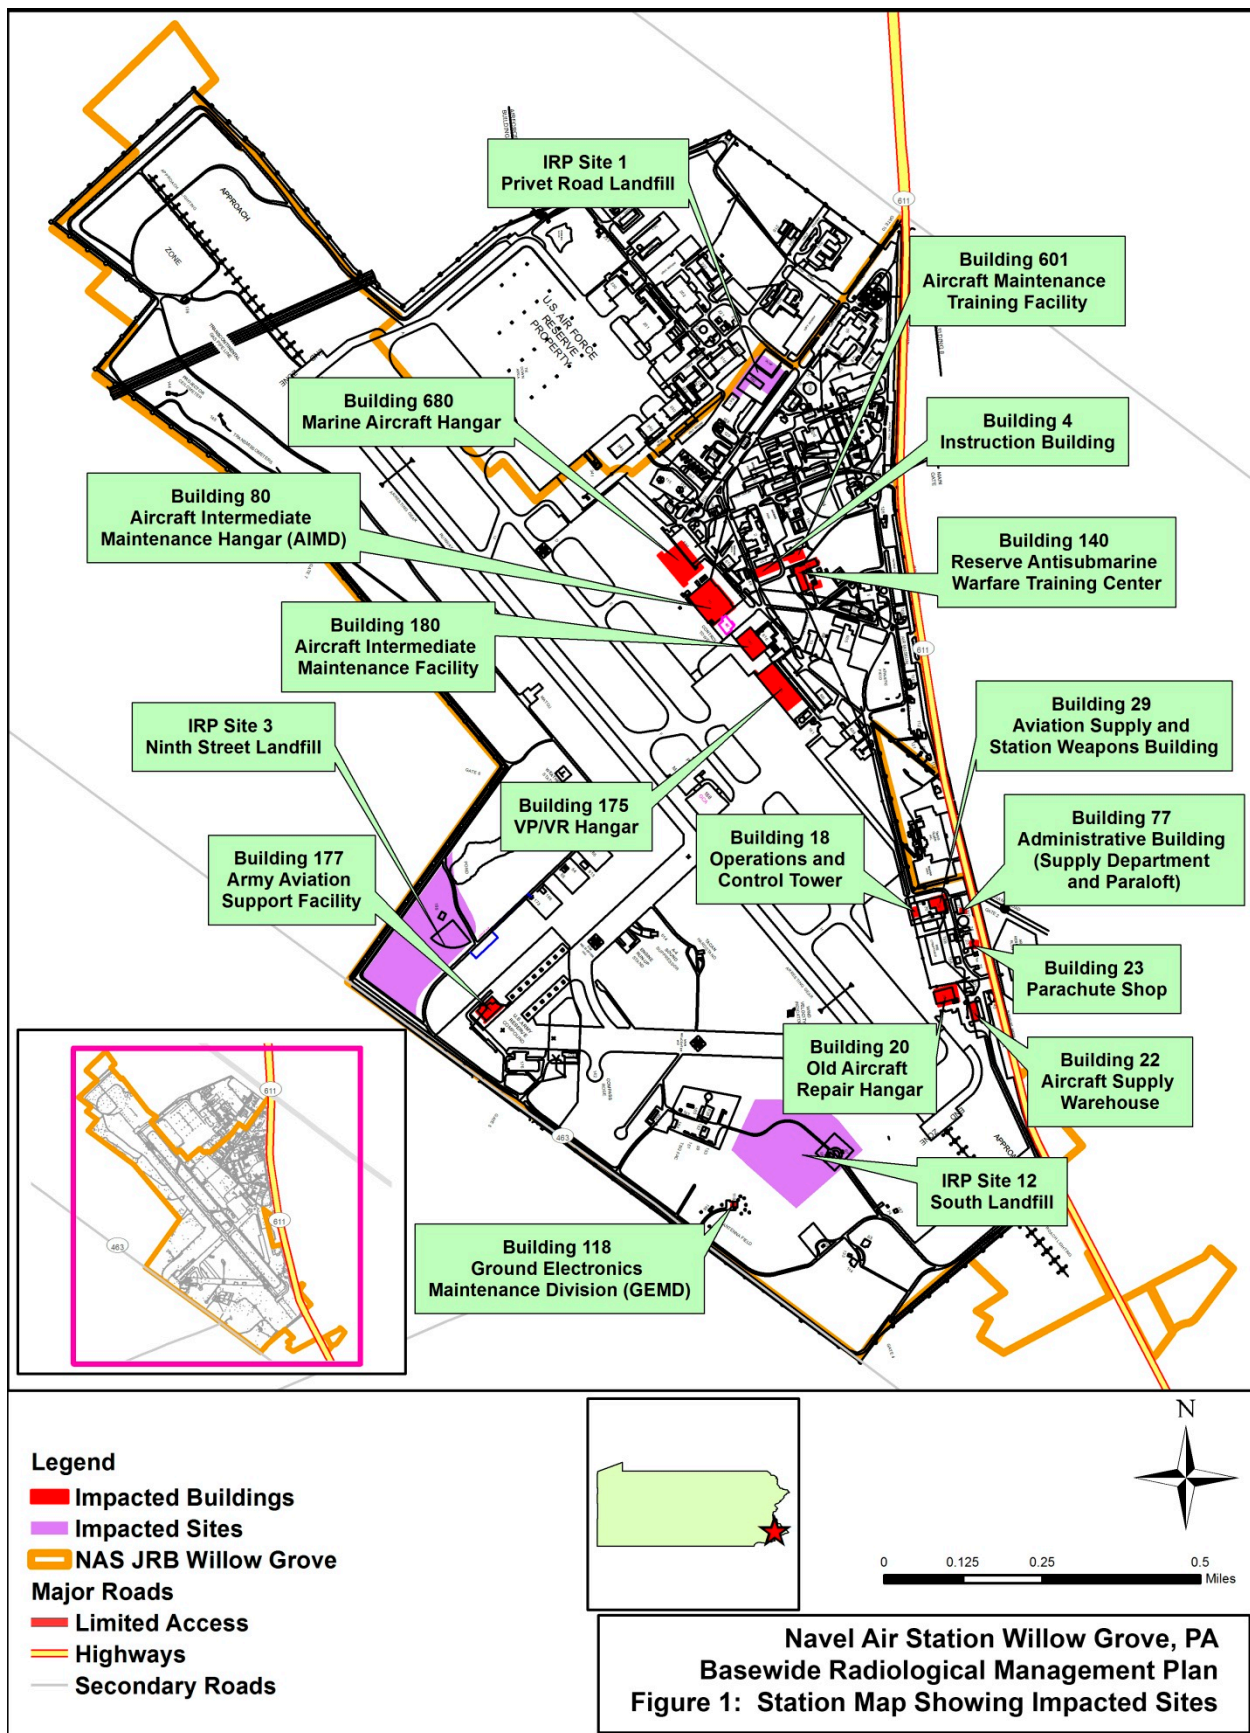 IRP Site 1
Privet Road Landfill
611
Building 601
Aircraft Maintenance
Training Facility
APPROACH
ZONE
U.S. AIR FORCE
RESERVE
PROPERTY
Building 680
Marine Aircraft Hangar
Building 4
Instruction Building
Building 80
Aircraft Intermediate
Maintenance Hangar (AIMD)
Building 140
Reserve Antisubmarine
Warfare Training Center
Building 180
Aircraft Intermediate
Maintenance Facility
611
IRP Site 3
Ninth Street Landfill
Building 29
Aviation Supply and
Station Weapons Building
Building 175
VP/VR Hangar
Building 18
Operations and
Control Tower
Building 77
Administrative Building
(Supply Department
and Paraloft)
Building 177
Army Aviation
Support Facility
Building 23
Parachute Shop
Building 20
Old Aircraft
Repair Hangar
Building 22
Aircraft Supply
Warehouse
U.S. ARMY
RESERVE
COMPOUND
463
IRP Site 12
South Landfill
Building 118
Ground Electronics
Maintenance Division (GEMD)
611
611
463
N
Legend
Impacted Buildings
Impacted Sites
NAS JRB Willow Grove
Major Roads
Limited Access
Highways
Secondary Roads
0 0.125 0.25 0.5
Miles
Navel Air Station Willow Grove, PA
Basewide Radiological Management Plan
Figure 1: Station Map Showing Impacted Sites